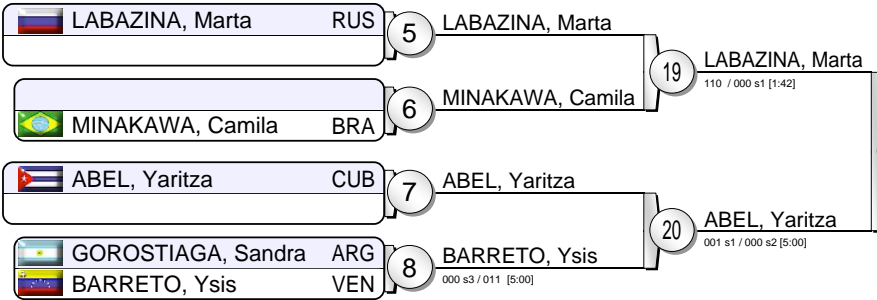 LABAZINA, Marta RUS
5
LABAZINA, Marta
MINAKAWA, Camila BRA
6
MINAKAWA, Camila
19
LABAZINA, Marta
110 / 000 s1 [1:42]
ABEL, Yaritza CUB
7
ABEL, Yaritza
GOROSTIAGA, Sandra ARG
BARRETO, Ysis VEN
8
BARRETO, Ysis
000 s3 / 011 [5:00]
20
ABEL, Yaritza
001 s1 / 000 s2 [5:00]